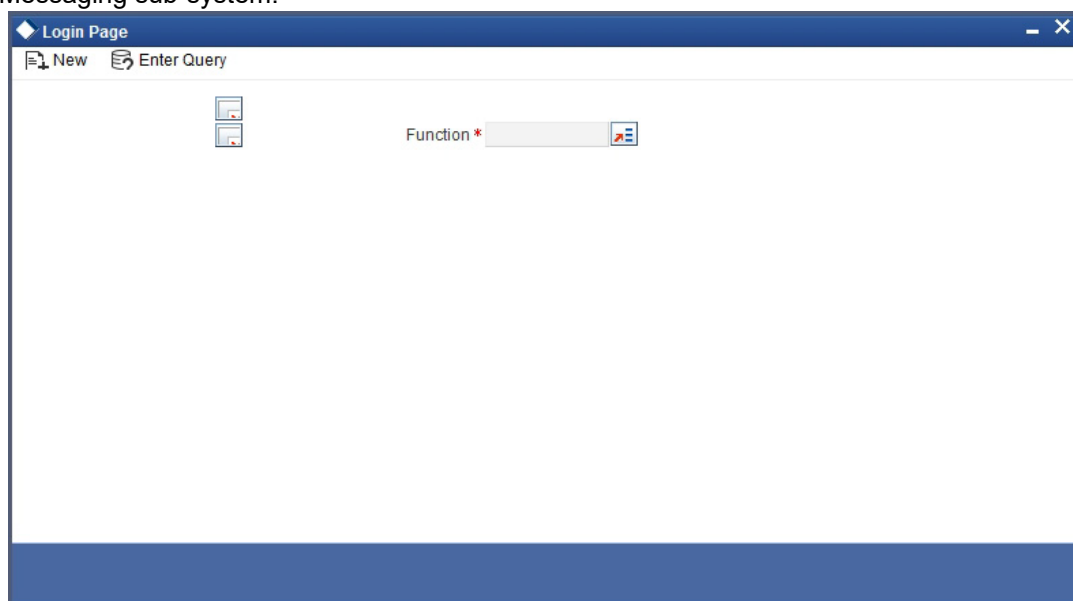 Messaging sub-system.
Login Page
New Enter Query
Function *